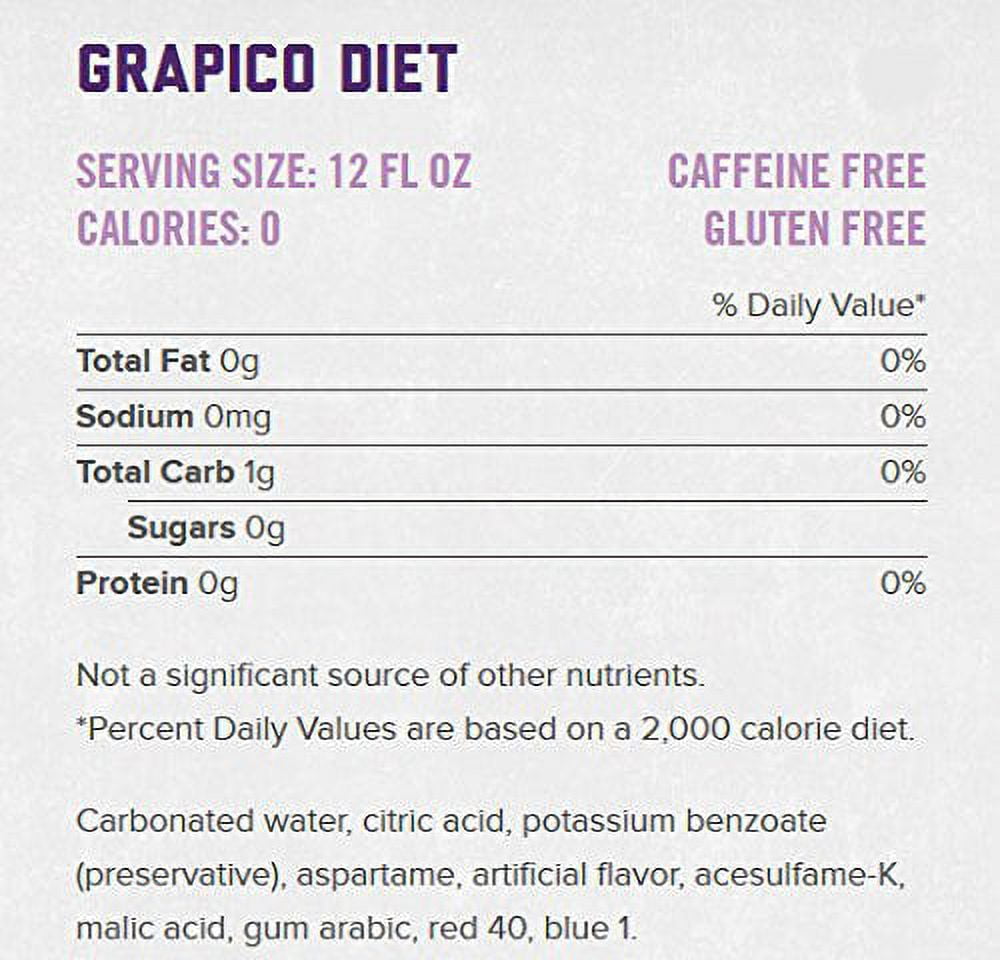 GRAPICO DIET
SERVING SIZE: 12 FL OZ
CAFFEINE FREE
CALORIES: 0
GLUTEN FREE
% Daily Value*
Total Fat 0g 0%
Sodium 0mg 0%
Total Carb 1g 0%
Sugars 0g
Protein 0g 0%
Not a significant source of other nutrients.
*Percent Daily Values are based on a 2,000 calorie diet.
Carbonated water, citric acid, potassium benzoate
(preservative), aspartame, artificial flavor, acesulfame-K,
malic acid, gum arabic, red 40, blue 1.